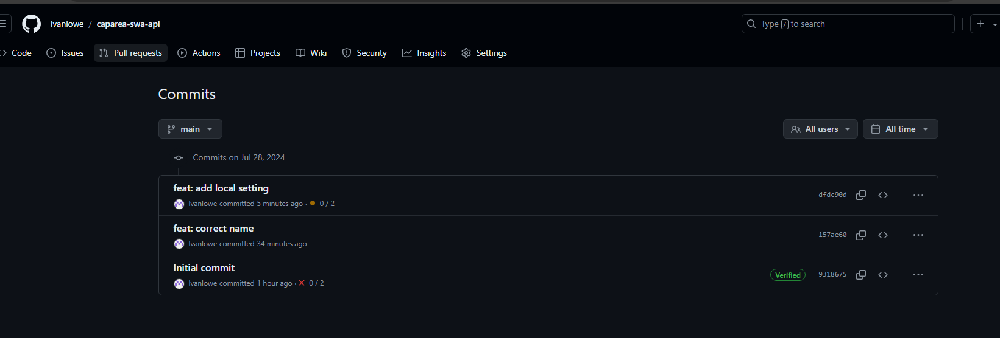 Ivanlowe / caparea-swa-api
Type / to search
Code Issues Pull requests Actions Projects Wiki Security Insights Settings
Commits
main All users All time
Commits on Jul 28, 2024
feat: add local setting
Ivanlowe committed 5 minutes ago · 0 / 2
dfdc90d
feat: correct name
Ivanlowe committed 34 minutes ago
157ae60
Initial commit
Ivanlowe committed 1 hour ago · 0 / 2
Verified 9318675